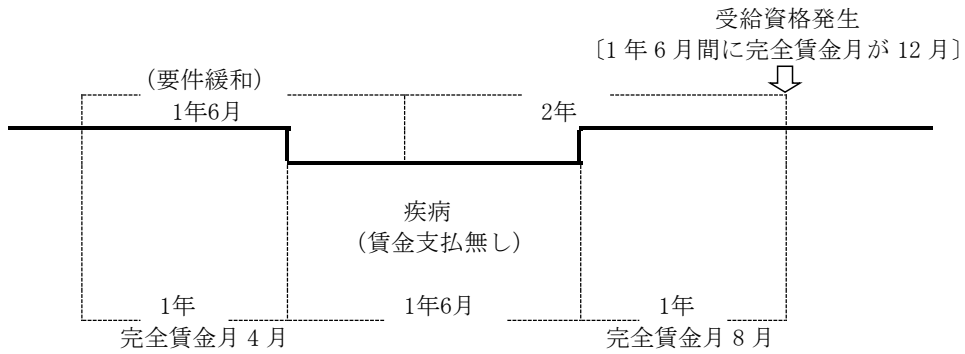 受給資格発生
〔1 年 6 月間に完全賃金月が 12 月〕
(要件緩和)
1年6月
2年
疾病
(賃金支払無し)
1年
1年6月
1年
完全賃金月 4 月
完全賃金月 8 月